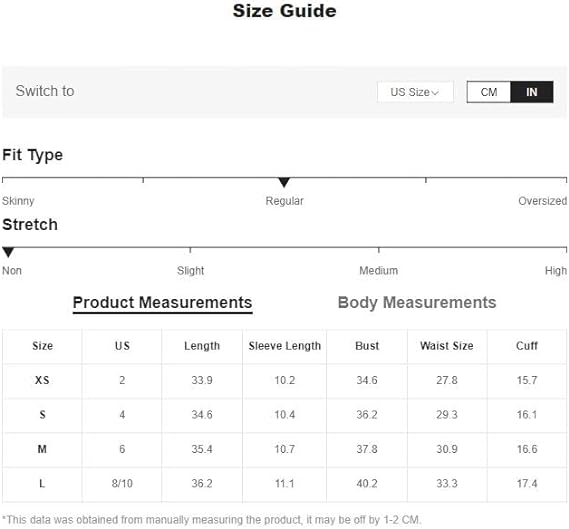 Size Guide
Switch to US Size CM IN
Fit Type
Skinny Regular Oversized
Stretch
Non Slight Medium High
Product Measurements Body Measurements
Size US Length Sleeve Length Bust Waist Size Cuff
XS 2 33.9 10.2 34.6 27.8 15.7
S 4 34.6 10.4 36.2 29.3 16.1
M 6 35.4 10.7 37.8 30.9 16.6
L 8/10 36.2 11.1 40.2 33.3 17.4
*This data was obtained from manually measuring the product, it may be off by 1-2 CM.